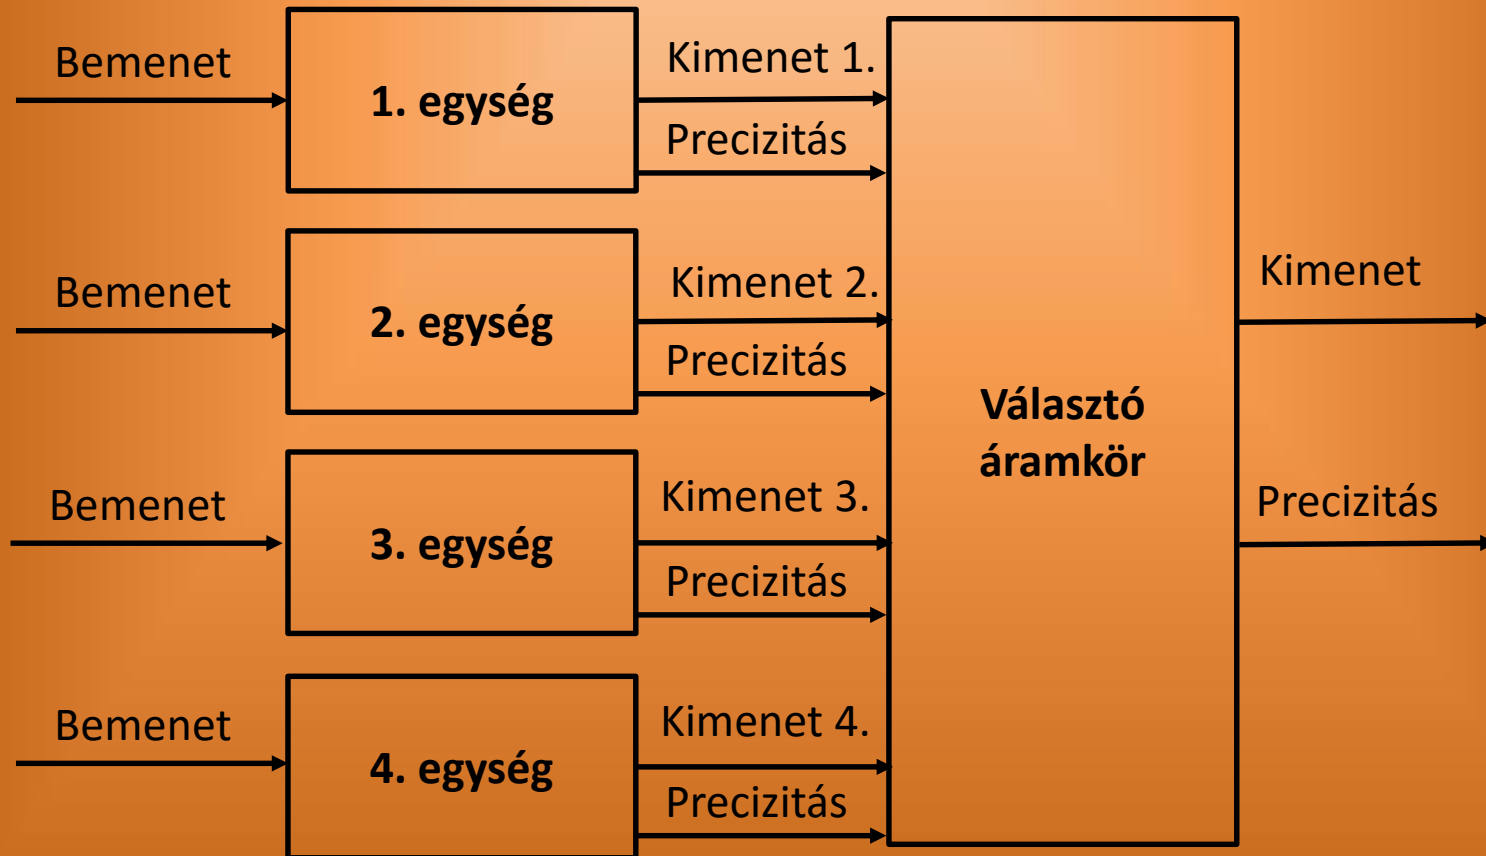 Bemenet
1. egység
Kimenet 1.
Precizitás
Bemenet
2. egység
Kimenet 2.
Precizitás
Bemenet
3. egység
Kimenet 3.
Precizitás
Bemenet
4. egység
Kimenet 4.
Precizitás
Választó
áramkör
Kimenet
Precizitás